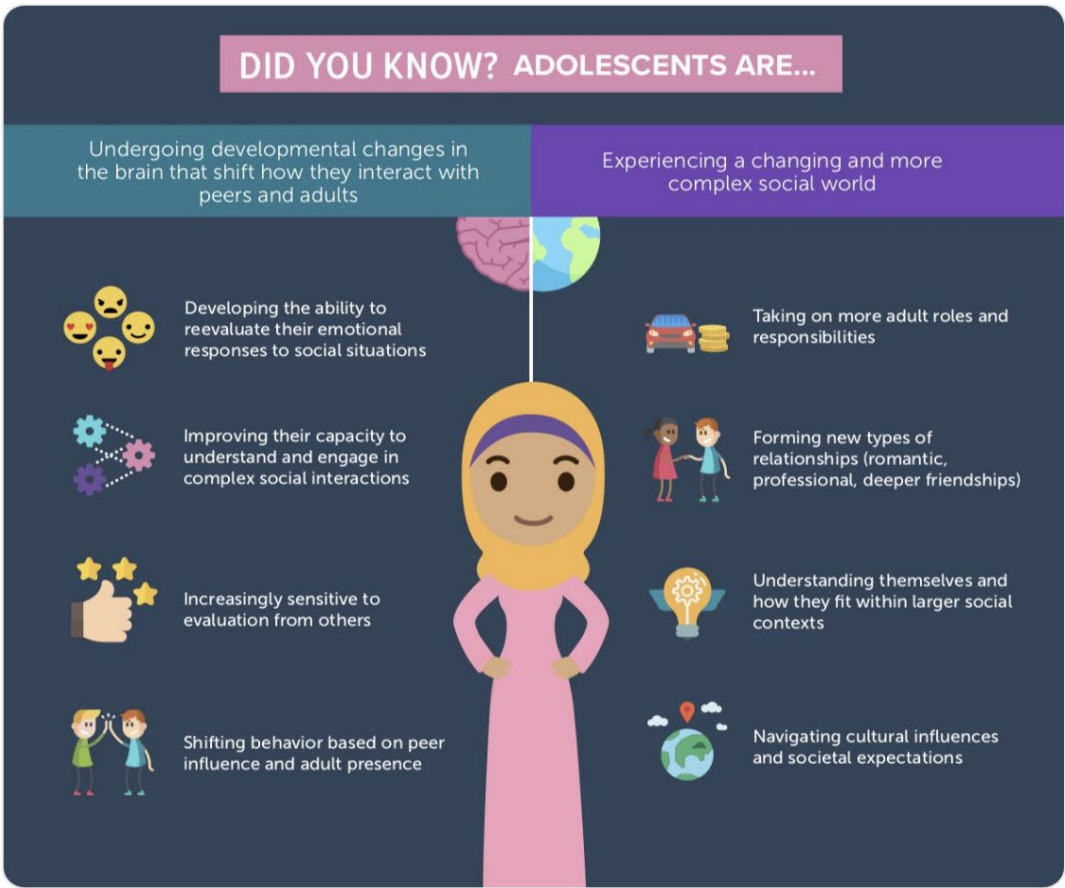 DID YOU KNOW? ADOLESCENTS ARE...
Undergoing developmental changes in
the brain that shift how they interact with
peers and adults
Experiencing a changing and more
complex social world
Developing the ability to
reevaluate their emotional
responses to social situations
Improving their capacity to
understand and engage in
complex social interactions
Increasingly sensitive to
evaluation from others
Shifting behavior based on peer
influence and adult presence
Taking on more adult roles and
responsibilities
Forming new types of
relationships (romantic,
professional, deeper friendships)
Understanding themselves and
how they fit within larger social
contexts
Navigating cultural influences
and societal expectations